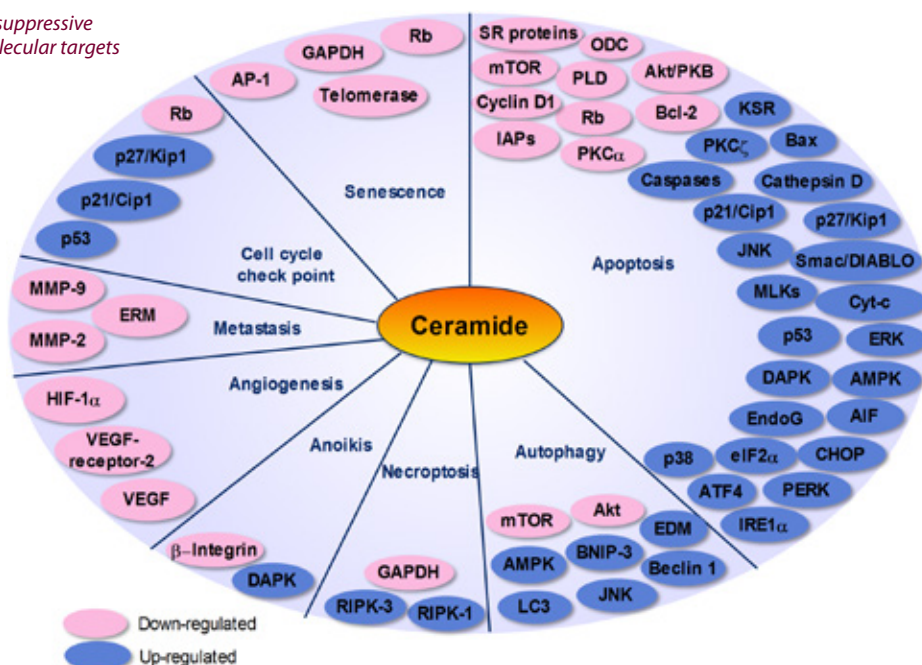 suppressive
lecular targets
Rb
GAPDH
AP-1
Telomerase
Senescence
SR proteins
ODC
mTOR
PLD
Akt/PKB
Cyclin D1
Rb
Bcl-2
KSR
IAPs
PKCα
PKCζ
Bax
Caspases
Cathepsin D
p21/Cip1
p27/Kip1
JNK
Smac/DIABLO
MLKs
Cyt-c
p53
ERK
DAPK
AMPK
EndoG
AIF
p38
eIF2α
CHOP
ATF4
PERK
IRE1α
Apoptosis
Rb
p27/Kip1
p21/Cip1
p53
Cell cycle
check point
MMP-9
ERM
MMP-2
Metastasis
Ceramide
HIF-1α
VEGF-
receptor-2
VEGF
Angiogenesis
Anoikis
β–Integrin
DAPK
Necroptosis
GAPDH
RIPK-3
RIPK-1
Autophagy
mTOR
Akt
EDM
AMPK
BNIP-3
Beclin 1
LC3
JNK
Down-regulated
Up-regulated